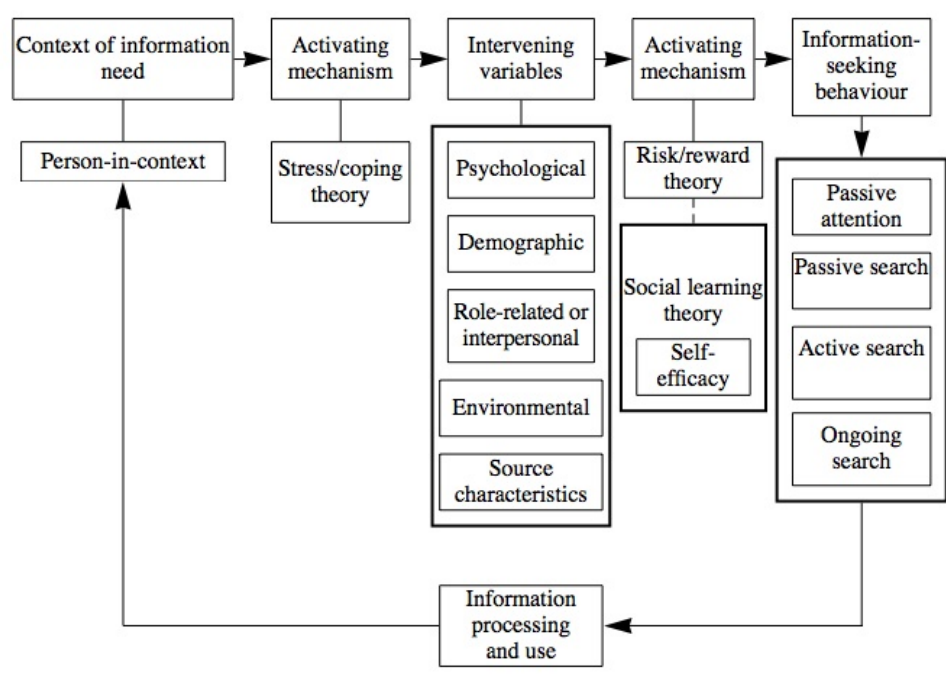 Context of information
need
Activating
mechanism
Intervening
variables
Activating
mechanism
Information-
seeking
behaviour
Person-in-context
Stress/coping
theory
Psychological
Demographic
Role-related or
interpersonal
Environmental
Source
characteristics
Risk/reward
theory
Social learning
theory
Self-
efficacy
Passive
attention
Passive search
Active search
Ongoing
search
Information
processing
and use